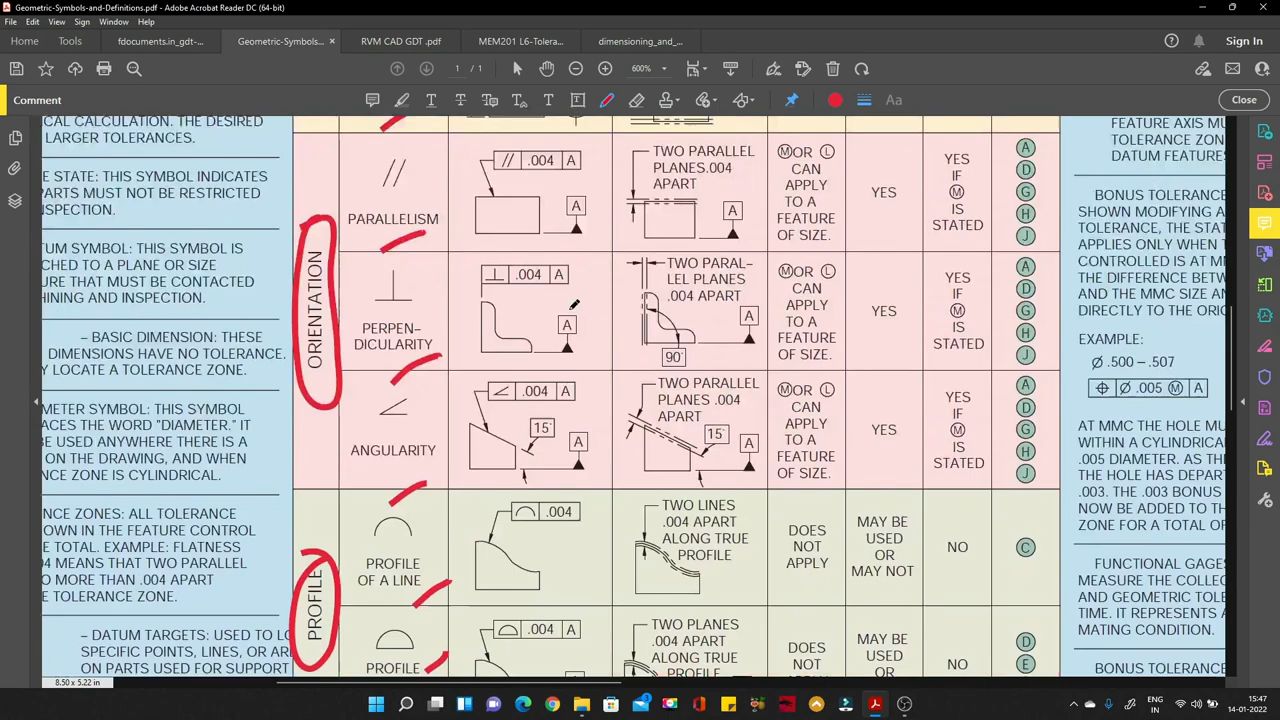 Geometric-Symbols-and-Definitions.pdf - Adobe Acrobat Reader DC (64-bit)
File Edit View Sign Window Help
Home Tools fdocuments.in_gdt-... Geometric-Symbols... × RVM CAD GDT .pdf MEM201 L6-Tolera... dimensioning_and_... Sign In
1 / 1 600%
Comment Aa Close
CAL CALCULATION. THE DESIRED
LARGER TOLERANCES.
E STATE: THIS SYMBOL INDICATES
PARTS MUST NOT BE RESTRICTED
NSPECTION.
TUM SYMBOL: THIS SYMBOL IS
CHED TO A PLANE OR SIZE
URE THAT MUST BE CONTACTED
HINING AND INSPECTION.
– BASIC DIMENSION: THESE
DIMENSIONS HAVE NO TOLERANCE.
Y LOCATE A TOLERANCE ZONE.
METER SYMBOL: THIS SYMBOL
ACES THE WORD "DIAMETER." IT
BE USED ANYWHERE THERE IS A
ON THE DRAWING, AND WHEN
NCE ZONE IS CYLINDRICAL.
NCE ZONES: ALL TOLERANCE
OWN IN THE FEATURE CONTROL
E TOTAL. EXAMPLE: FLATNESS
4 MEANS THAT TWO PARALLEL
O MORE THAN .004 APART
E TOLERANCE ZONE.
– DATUM TARGETS: USED TO LO
SPECIFIC POINTS, LINES, OR ARE
ON PARTS USED FOR SUPPORT
ORIENTATION
PARALLELISM
// .004 A
A
TWO PARALLEL
PLANES.004
APART
A
Ⓜ OR Ⓛ
CAN
APPLY
TO A
FEATURE
OF SIZE.
YES
YES
IF
Ⓜ
IS
STATED
A
D
G
H
J
PERPEN–
DICULARITY
⊥ .004 A
A
TWO PARAL–
LEL PLANES
.004 APART
A
90°
Ⓜ OR Ⓛ
CAN
APPLY
TO A
FEATURE
OF SIZE.
YES
YES
IF
Ⓜ
IS
STATED
A
D
G
H
J
ANGULARITY
∠ .004 A
15°
A
TWO PARALLEL
PLANES .004
APART
15°
A
Ⓜ OR Ⓛ
CAN
APPLY
TO A
FEATURE
OF SIZE.
YES
YES
IF
Ⓜ
IS
STATED
A
D
G
H
J
PROFILE
PROFILE
OF A LINE
⌒ .004
TWO LINES
.004 APART
ALONG TRUE
PROFILE
DOES
NOT
APPLY
MAY BE
USED
OR
MAY NOT
NO
C
PROFILE
⌓ .004 A
TWO PLANES
.004 APART
ALONG TRUE
PROFILE
DOES
NOT
MAY BE
USED
OR
NO
D
E
FEATURE AXIS MU
TOLERANCE ZON
DATUM FEATURES
BONUS TOLERANC
SHOWN MODIFYING A
TOLERANCE, THE STAT
APPLIES ONLY WHEN T
CONTROLLED IS AT MM
THE DIFFERENCE BETW
AND THE MMC SIZE AN
DIRECTLY TO THE ORIG
EXAMPLE:
Ø .500 – .507
⌖ Ø .005 Ⓜ A
AT MMC THE HOLE MU
WITHIN A CYLINDRICA
.005 DIAMETER. AS TH
THE HOLE HAS DEPART
.003. THE .003 BONUS
NOW BE ADDED TO TH
ZONE FOR A TOTAL OF
FUNCTIONAL GAGES
MEASURE THE COLLEC
AND GEOMETRIC TOLE
TIME. IT REPRESENTS A
MATING CONDITION.
BONUS TOLERANC
8.50 x 5.22 in
ENG
IN
15:47
14-01-2022